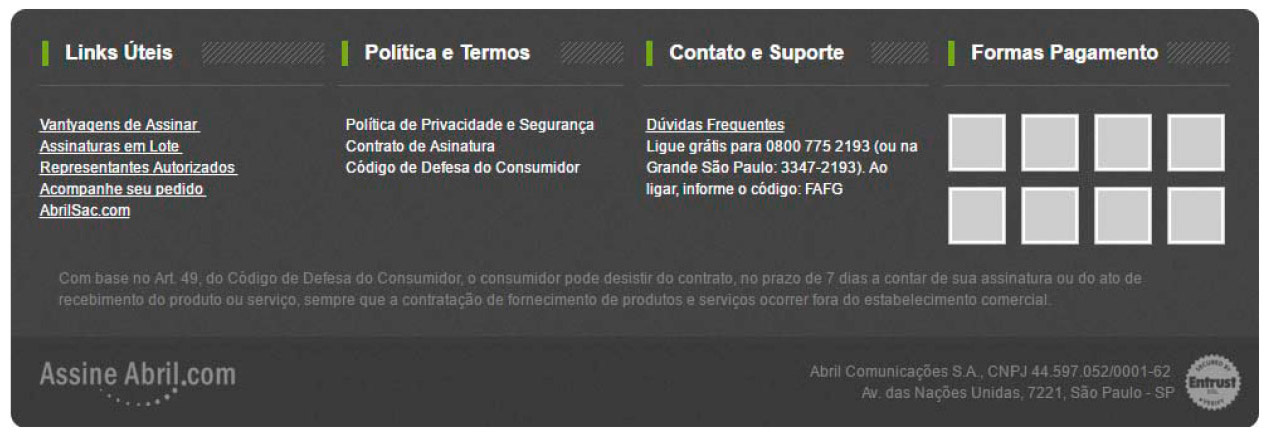 Links Úteis
Política e Termos
Contato e Suporte
Formas Pagamento
Vantyagens de Assinar
Assinaturas em Lote
Representantes Autorizados
Acompanhe seu pedido
AbrilSac.com
Política de Privacidade e Segurança
Contrato de Asinatura
Código de Defesa do Consumidor
Dúvidas Frequentes
Ligue grátis para 0800 775 2193 (ou na
Grande São Paulo: 3347-2193). Ao
ligar, informe o código: FAFG
Com base no Art. 49, do Código de Defesa do Consumidor, o consumidor pode desistir do contrato, no prazo de 7 dias a contar de sua assinatura ou do ato de
recebimento do produto ou serviço, sempre que a contratação de fornecimento de produtos e serviços ocorrer fora do estabelecimento comercial.
Assine Abril.com
Abril Comunicações S.A., CNPJ 44.597.052/0001-62
Av. das Nações Unidas, 7221, São Paulo - SP
Entrust